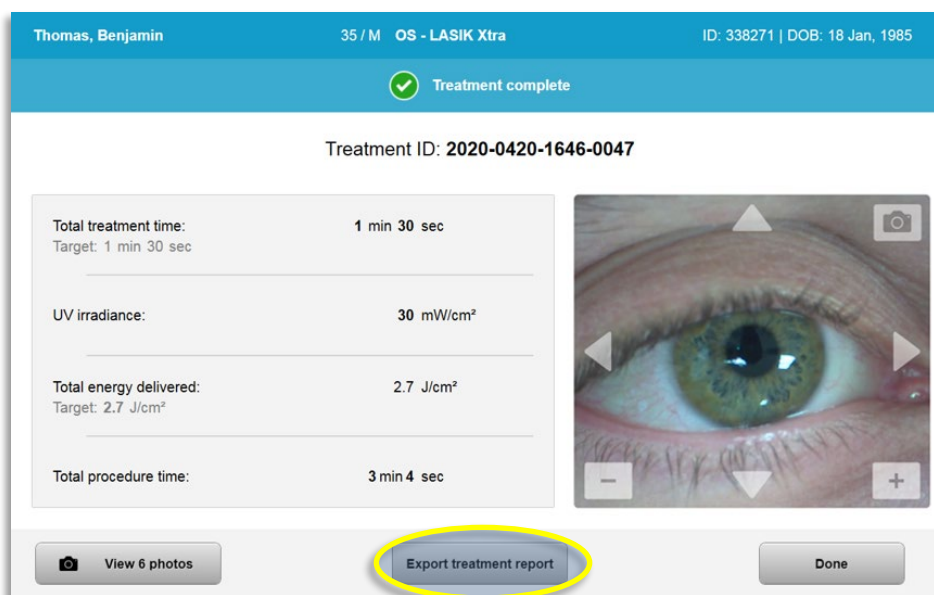 Thomas, Benjamin 35 / M OS - LASIK Xtra ID: 338271 | DOB: 18 Jan, 1985
Treatment complete
Treatment ID: 2020-0420-1646-0047
Total treatment time: 1 min 30 sec
Target: 1 min 30 sec
UV irradiance: 30 mW/cm²
Total energy delivered: 2.7 J/cm²
Target: 2.7 J/cm²
Total procedure time: 3 min 4 sec
View 6 photos Export treatment report Done